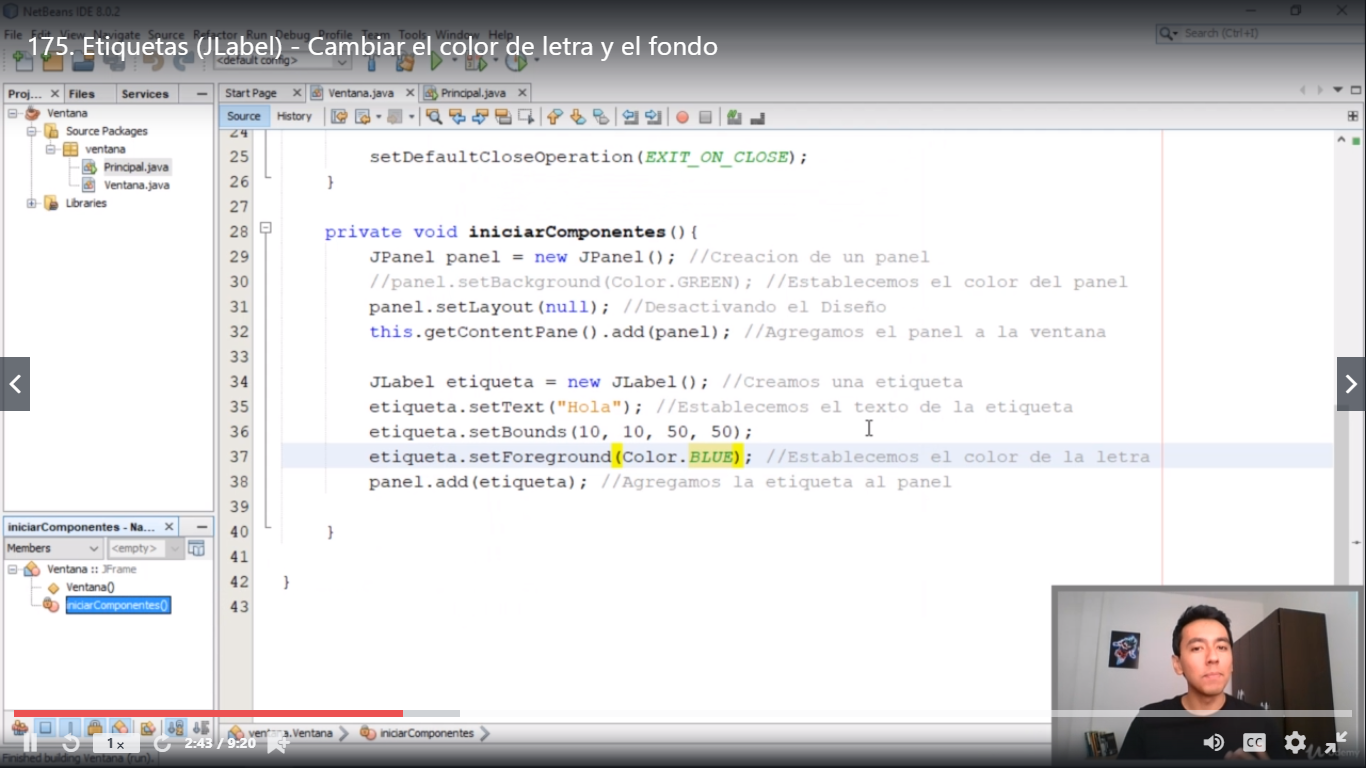 NetBeans IDE 8.0.2
File Edit View Navigate Source Refactor Run Debug Profile Team Tools Window Help
175. Etiquetas (JLabel) - Cambiar el color de letra y el fondo
Search (Ctrl+I)
<default config>
Proj... Files Services
Start Page Ventana.java Principal.java
Source History
Ventana
Source Packages
ventana
Principal.java
Ventana.java
Libraries
24
25 setDefaultCloseOperation(EXIT_ON_CLOSE);
26 }
27
28 private void iniciarComponentes(){
29 JPanel panel = new JPanel(); //Creacion de un panel
30 //panel.setBackground(Color.GREEN); //Establecemos el color del panel
31 panel.setLayout(null); //Desactivando el Diseño
32 this.getContentPane().add(panel); //Agregamos el panel a la ventana
33
34 JLabel etiqueta = new JLabel(); //Creamos una etiqueta
35 etiqueta.setText("Hola"); //Establecemos el texto de la etiqueta
36 etiqueta.setBounds(10, 10, 50, 50);
37 etiqueta.setForeground(Color.BLUE); //Establecemos el color de la letra
38 panel.add(etiqueta); //Agregamos la etiqueta al panel
39
40 }
41
42 }
43
iniciarComponentes - Na...
Members <empty>
Ventana :: JFrame
Ventana()
iniciarComponentes()
ventana.Ventana iniciarComponentes
1x 2:43 / 9:20
CC
Finished building Ventana (run).